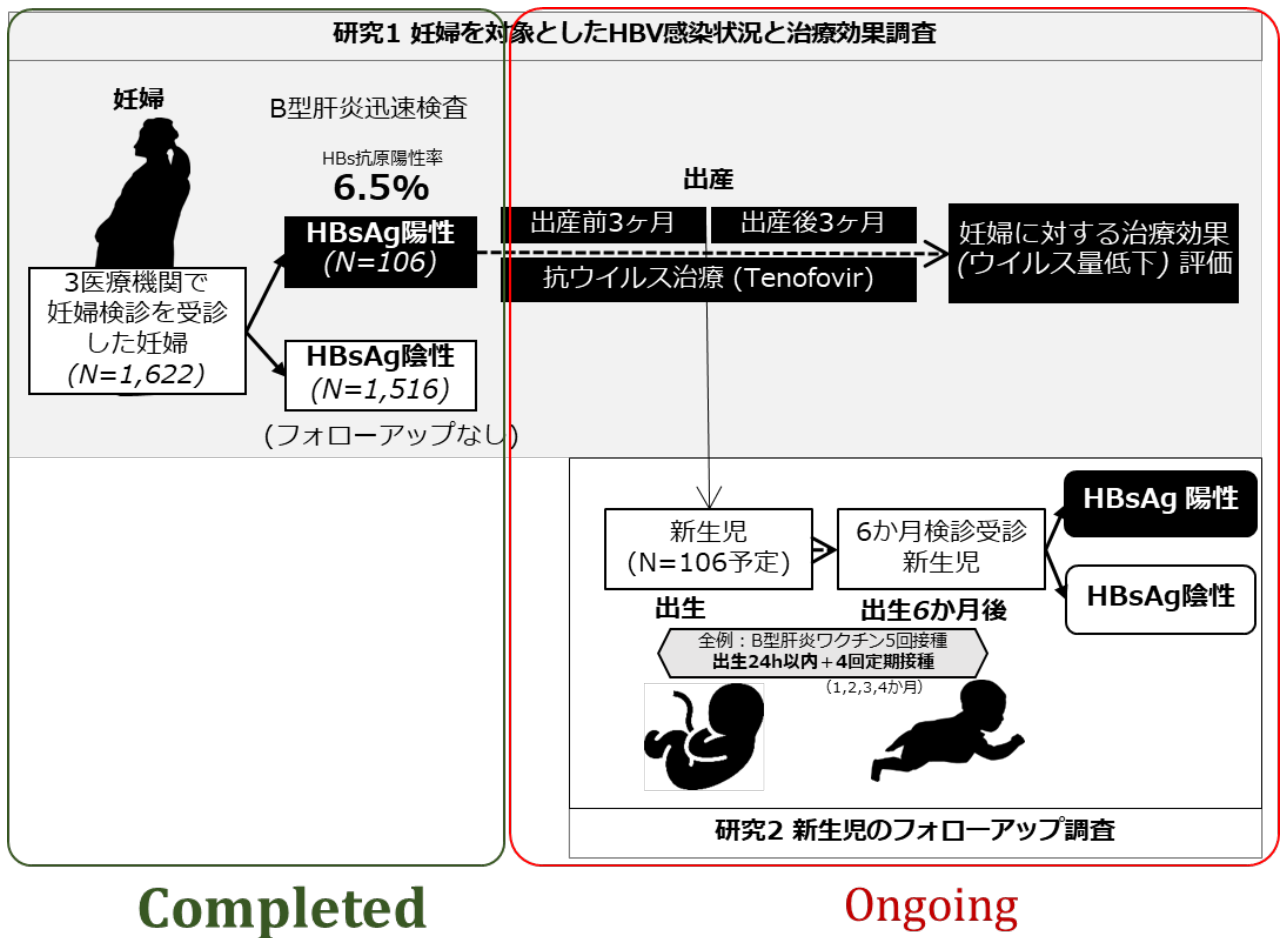 研究1 妊婦を対象としたHBV感染状況と治療効果調査
妊婦
B型肝炎迅速検査
HBs抗原陽性率
6.5%
3医療機関で
妊婦検診を受診
した妊婦
(N=1,622)
HBsAg陽性
(N=106)
HBsAg陰性
(N=1,516)
(フォローアップなし)
出産
出産前3ヶ月
出産後3ヶ月
抗ウイルス治療 (Tenofovir)
妊婦に対する治療効果
(ウイルス量低下) 評価
新生児
(N=106予定)
出生
6か月検診受診
新生児
出生6か月後
HBsAg 陽性
HBsAg陰性
全例：B型肝炎ワクチン5回接種
出生24h以内＋4回定期接種
（1,2,3,4か月）
研究2 新生児のフォローアップ調査
Completed
Ongoing